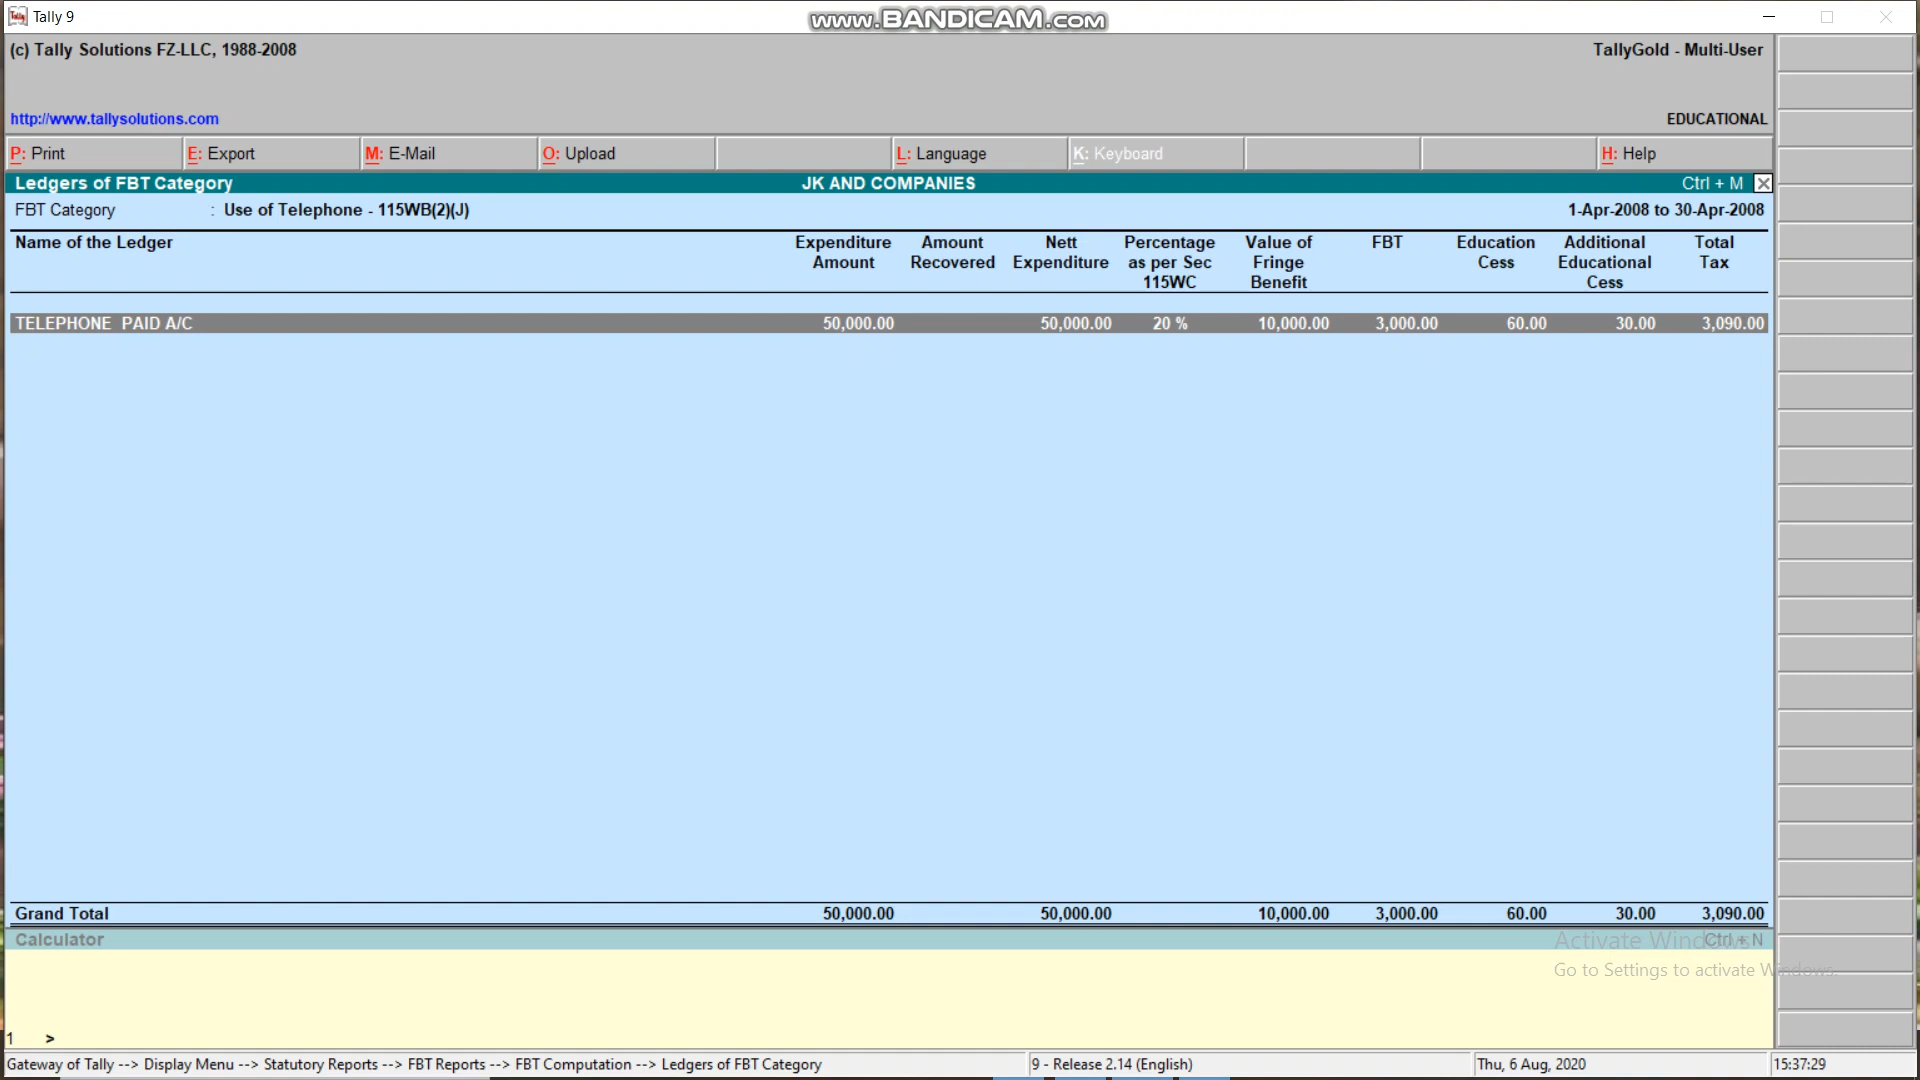 Tally 9
www.BANDICAM.com
(c) Tally Solutions FZ-LLC, 1988-2008
TallyGold - Multi-User
http://www.tallysolutions.com
EDUCATIONAL
P: Print E: Export M: E-Mail O: Upload L: Language K: Keyboard H: Help
Ledgers of FBT Category JK AND COMPANIES Ctrl + M
FBT Category : Use of Telephone - 115WB(2)(J) 1-Apr-2008 to 30-Apr-2008
Name of the Ledger Expenditure Amount Nett Percentage Value of FBT Education Additional Total
Amount Recovered Expenditure as per Sec Fringe Cess Educational Tax
115WC Benefit Cess
TELEPHONE PAID A/C 50,000.00 50,000.00 20 % 10,000.00 3,000.00 60.00 30.00 3,090.00
Grand Total 50,000.00 50,000.00 10,000.00 3,000.00 60.00 30.00 3,090.00
Calculator Ctrl + N
Activate Windows
Go to Settings to activate Windows.
1 >
Gateway of Tally --> Display Menu --> Statutory Reports --> FBT Reports --> FBT Computation --> Ledgers of FBT Category 9 - Release 2.14 (English) Thu, 6 Aug, 2020 15:37:29